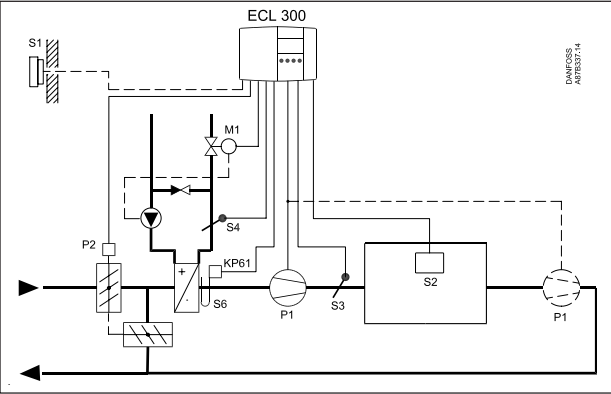 ECL 300
S1
DANFOSS
A87B337.14
M1
S4
P2
KP61
+
S6
P1
S3
S2
P1